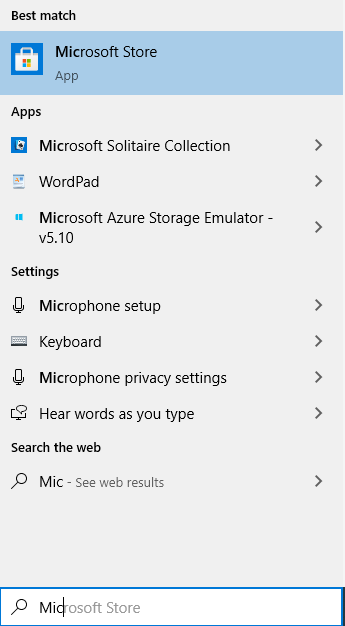 Best match
Microsoft Store
App
Apps
Microsoft Solitaire Collection
WordPad
Microsoft Azure Storage Emulator -
v5.10
Settings
Microphone setup
Keyboard
Microphone privacy settings
Hear words as you type
Search the web
Mic - See web results
Microsoft Store